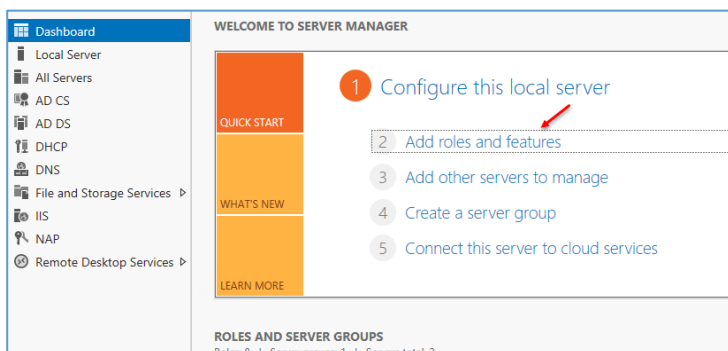 Dashboard
Local Server
All Servers
AD CS
AD DS
DHCP
DNS
File and Storage Services
IIS
NAP
Remote Desktop Services
WELCOME TO SERVER MANAGER
QUICK START
WHAT'S NEW
LEARN MORE
1 Configure this local server
2 Add roles and features
3 Add other servers to manage
4 Create a server group
5 Connect this server to cloud services
ROLES AND SERVER GROUPS